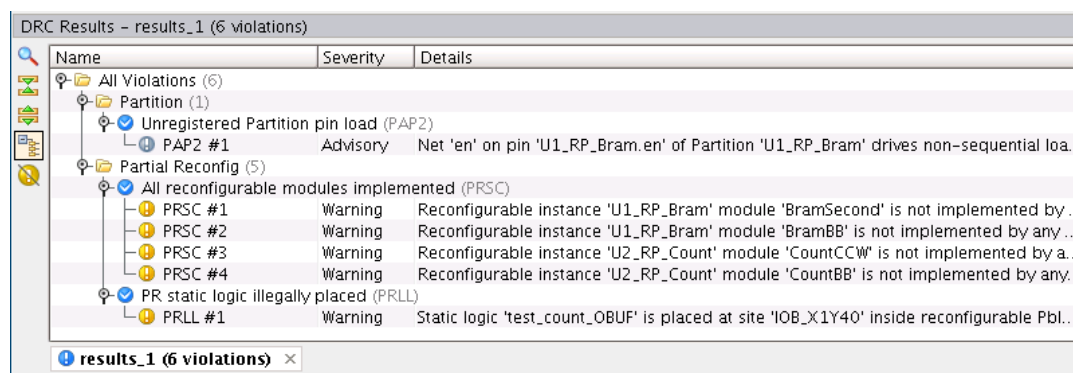 DRC Results – results_1 (6 violations)
Name Severity Details
All Violations (6)
Partition (1)
Unregistered Partition pin load (PAP2)
PAP2 #1 Advisory Net 'en' on pin 'U1_RP_Bram.en' of Partition 'U1_RP_Bram' drives non-sequential loa...
Partial Reconfig (5)
All reconfigurable modules implemented (PRSC)
PRSC #1 Warning Reconfigurable instance 'U1_RP_Bram' module 'BramSecond' is not implemented by ...
PRSC #2 Warning Reconfigurable instance 'U1_RP_Bram' module 'BramBB' is not implemented by any ...
PRSC #3 Warning Reconfigurable instance 'U2_RP_Count' module 'CountCCW' is not implemented by a...
PRSC #4 Warning Reconfigurable instance 'U2_RP_Count' module 'CountBB' is not implemented by any...
PR static logic illegally placed (PRLL)
PRLL #1 Warning Static logic 'test_count_OBUF' is placed at site 'IOB_X1Y40' inside reconfigurable Pbl...
results_1 (6 violations) ×